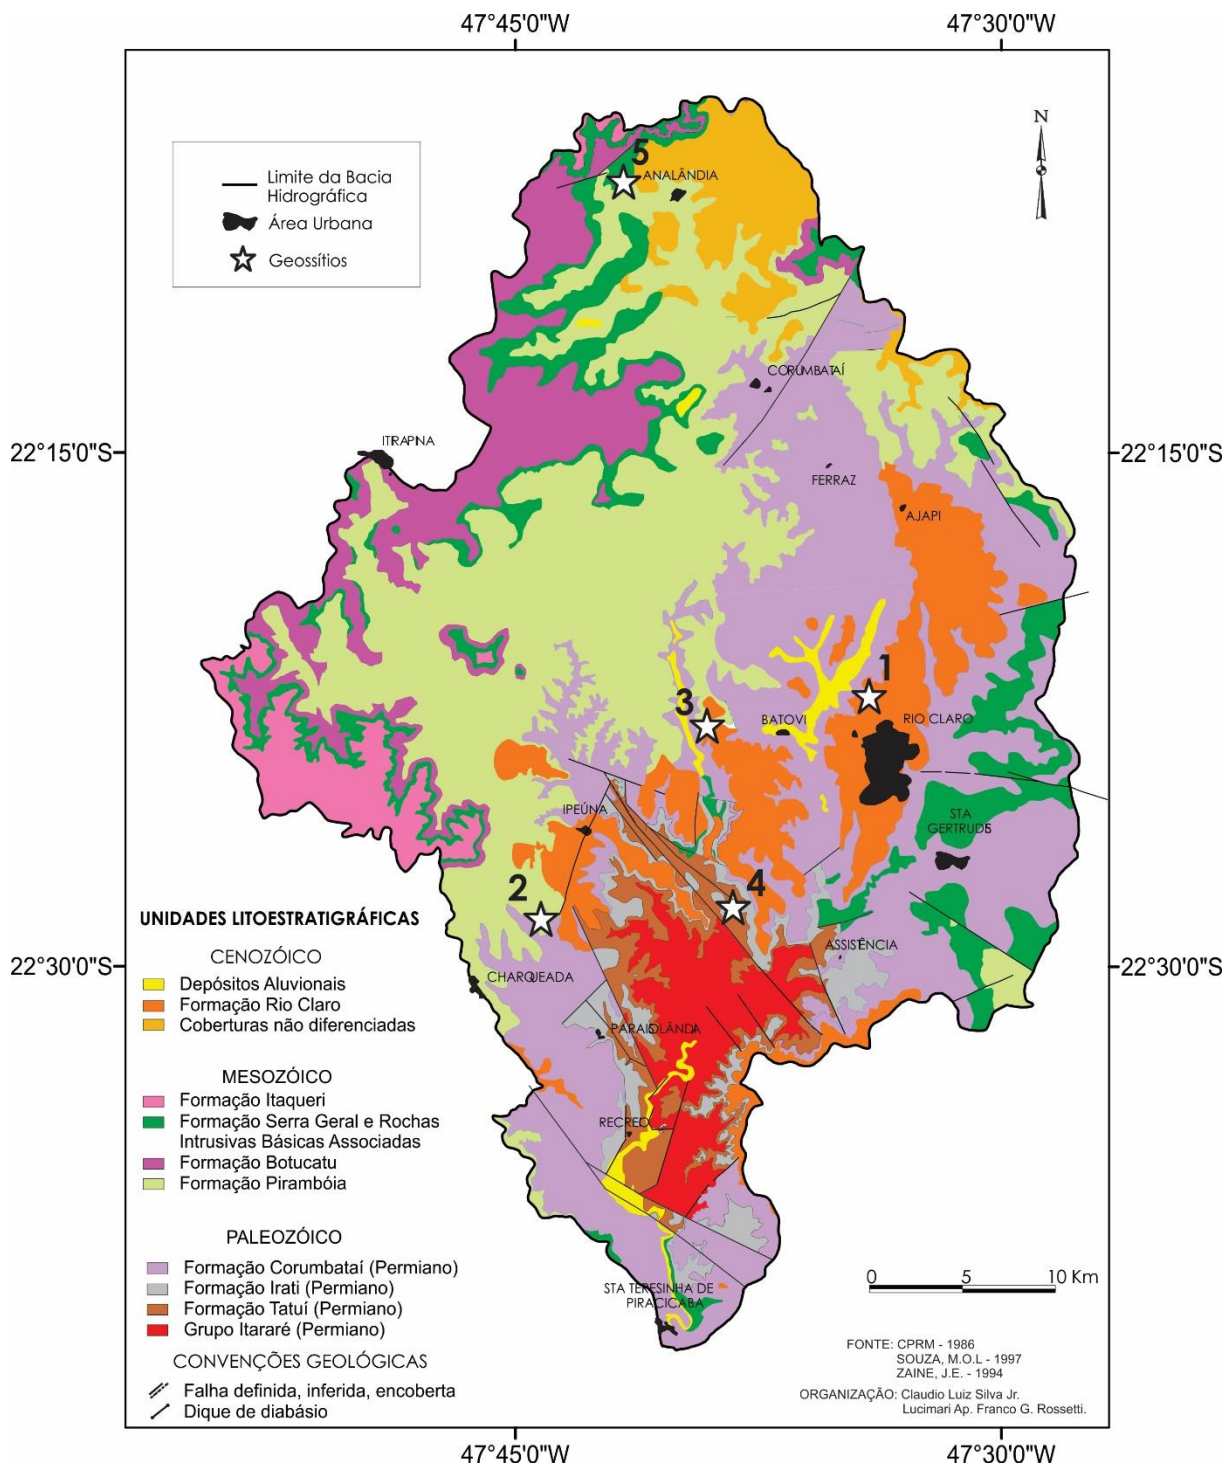 47°45'0"W
47°30'0"W
N
Limite da Bacia
Hidrográfica
Área Urbana
Geossítios
5
ANALÂNDIA
CORUMBATAÍ
22°15'0"S
22°15'0"S
ITIRAPINA
FERRAZ
AJAPI
1
3
BATOVI
RIO CLARO
IPEÚNA
STA
GERTRUDES
2
4
ASSISTÊNCIA
22°30'0"S
22°30'0"S
CHARQUEADA
PARAISOLÂNDIA
RECREO
STA TERESINHA DE
PIRACICABA
UNIDADES LITOESTRATIGRÁFICAS
CENOZÓICO
Depósitos Aluvionais
Formação Rio Claro
Coberturas não diferenciadas
MESOZÓICO
Formação Itaqueri
Formação Serra Geral e Rochas
Intrusivas Básicas Associadas
Formação Botucatu
Formação Pirambóia
PALEOZÓICO
Formação Corumbataí (Permiano)
Formação Irati (Permiano)
Formação Tatuí (Permiano)
Grupo Itararé (Permiano)
CONVENÇÕES GEOLÓGICAS
Falha definida, inferida, encoberta
Dique de diabásio
0 5 10 Km
FONTE: CPRM - 1986
SOUZA, M.O.L - 1997
ZAINE, J.E. - 1994
ORGANIZAÇÃO: Claudio Luiz Silva Jr.
Lucimari Ap. Franco G. Rossetti.
47°45'0"W
47°30'0"W